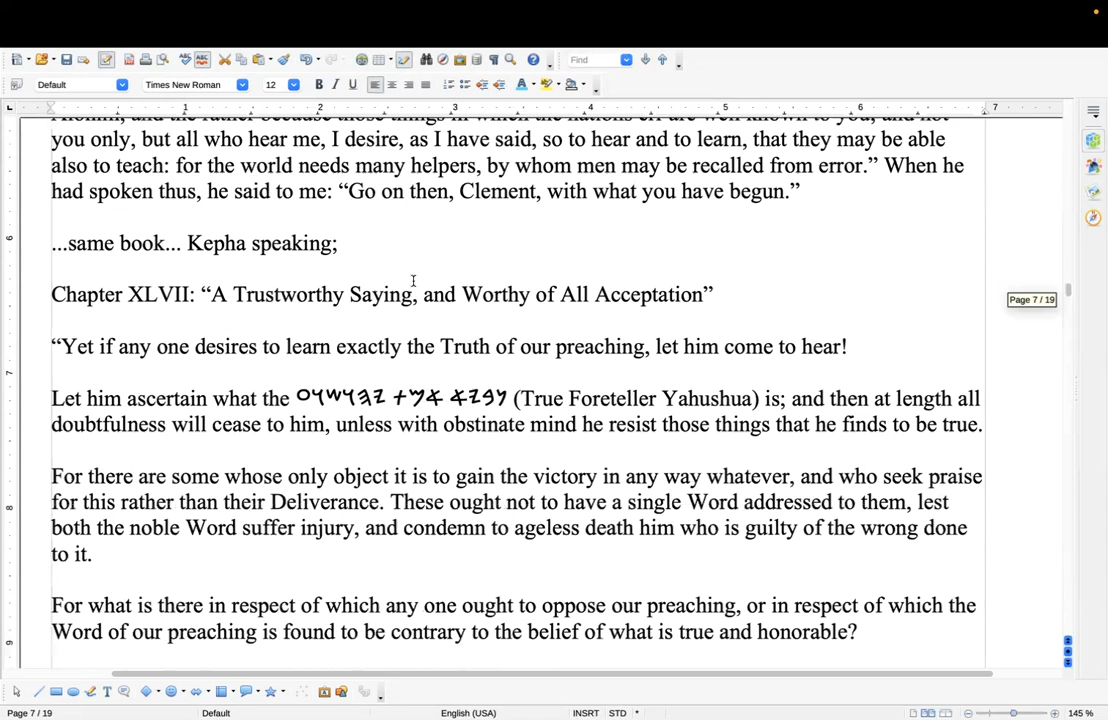 Default
Times New Roman
12
B I U
Find
1 2 3 4 5 6 7
you only, but all who hear me, I desire, as I have said, so to hear and to learn, that they may be able
also to teach: for the world needs many helpers, by whom men may be recalled from error.” When he
had spoken thus, he said to me: “Go on then, Clement, with what you have begun.”
...same book... Kepha speaking;
Chapter XLVII: “A Trustworthy Saying, and Worthy of All Acceptation”
Page 7 / 19
“Yet if any one desires to learn exactly the Truth of our preaching, let him come to hear!
Let him ascertain what the (True Foreteller Yahushua) is; and then at length all
doubtfulness will cease to him, unless with obstinate mind he resist those things that he finds to be true.
For there are some whose only object it is to gain the victory in any way whatever, and who seek praise
for this rather than their Deliverance. These ought not to have a single Word addressed to them, lest
both the noble Word suffer injury, and condemn to ageless death him who is guilty of the wrong done
to it.
For what is there in respect of which any one ought to oppose our preaching, or in respect of which the
Word of our preaching is found to be contrary to the belief of what is true and honorable?
6
7
8
9
Page 7 / 19
Default
English (USA)
INSRT
STD
*
145 %